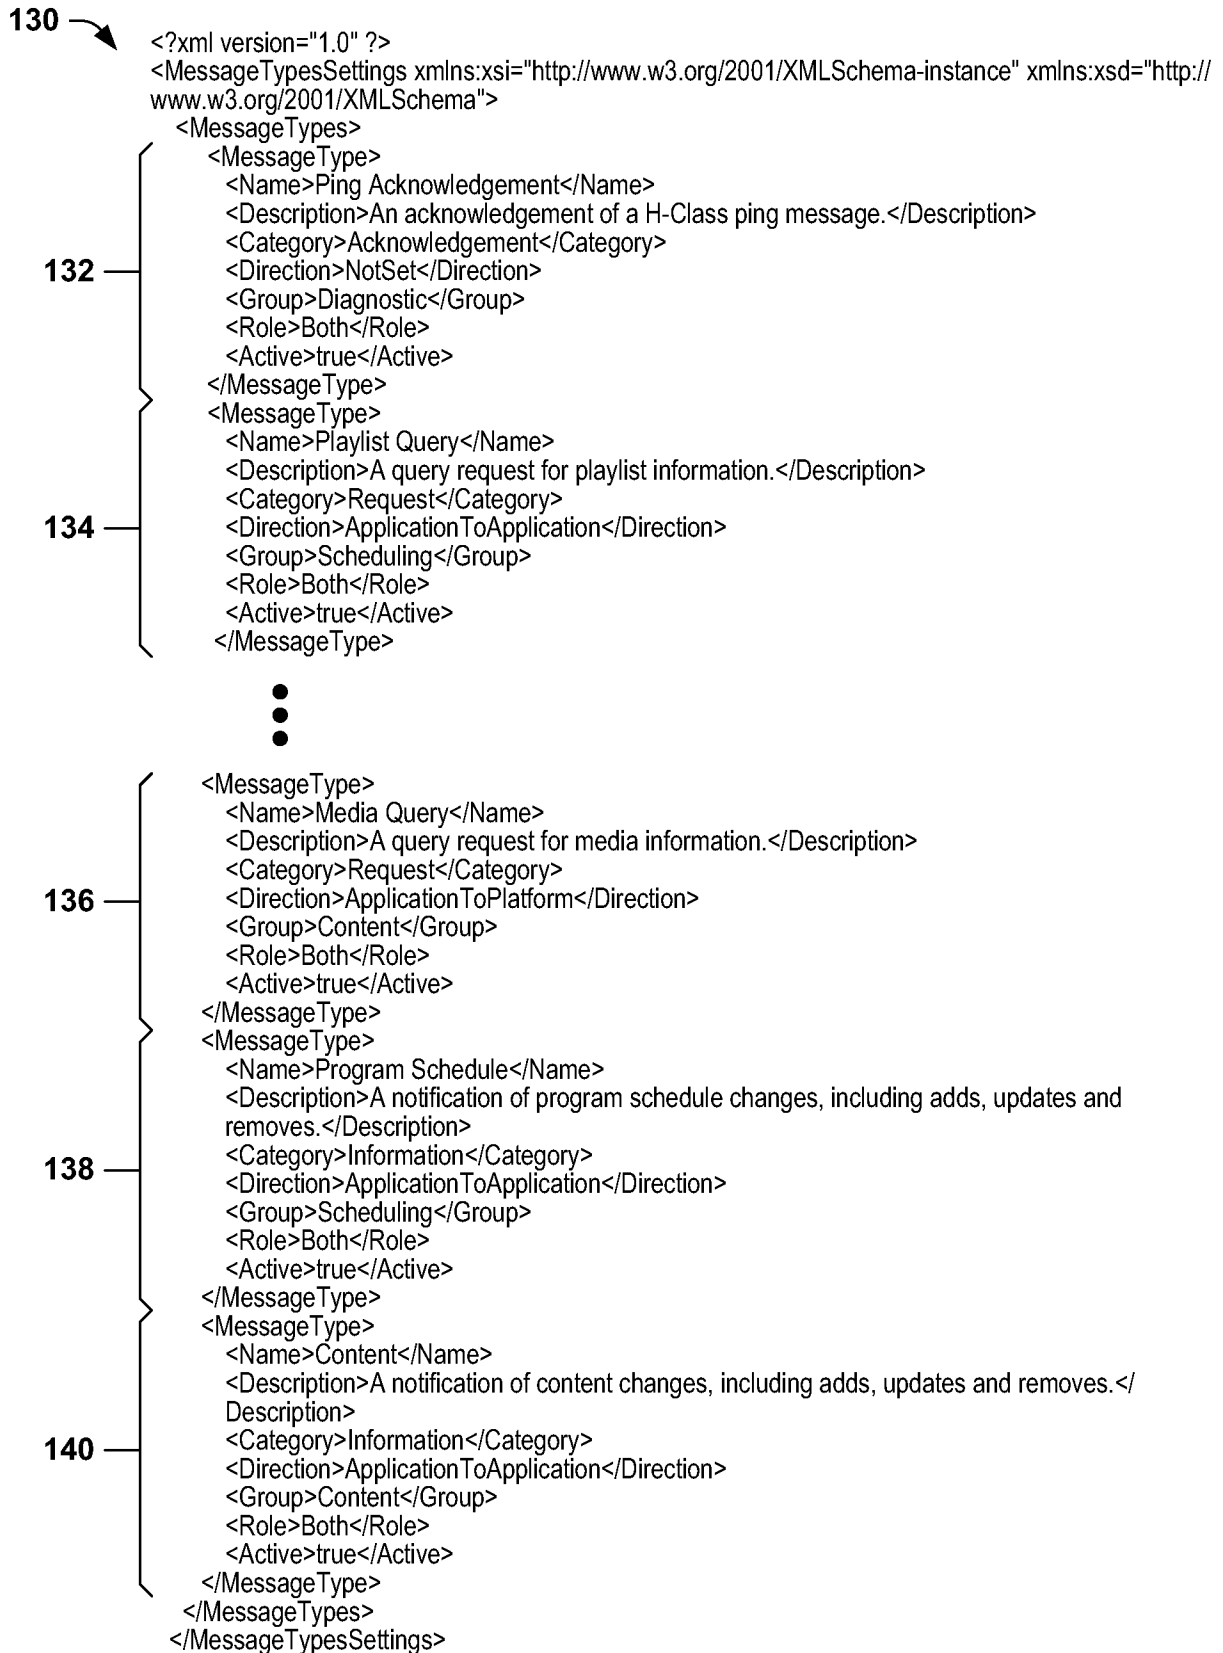 130
<?xml version="1.0" ?>
<MessageTypesSettings xmlns:xsi="http://www.w3.org/2001/XMLSchema-instance" xmlns:xsd="http://
www.w3.org/2001/XMLSchema">
<MessageTypes>
<MessageType>
<Name>Ping Acknowledgement</Name>
<Description>An acknowledgement of a H-Class ping message.</Description>
<Category>Acknowledgement</Category>
132
<Direction>NotSet</Direction>
<Group>Diagnostic</Group>
<Role>Both</Role>
<Active>true</Active>
</MessageType>
<MessageType>
<Name>Playlist Query</Name>
<Description>A query request for playlist information.</Description>
<Category>Request</Category>
134
<Direction>ApplicationToApplication</Direction>
<Group>Scheduling</Group>
<Role>Both</Role>
<Active>true</Active>
</MessageType>
<MessageType>
<Name>Media Query</Name>
<Description>A query request for media information.</Description>
<Category>Request</Category>
136
<Direction>ApplicationToPlatform</Direction>
<Group>Content</Group>
<Role>Both</Role>
<Active>true</Active>
</MessageType>
<MessageType>
<Name>Program Schedule</Name>
<Description>A notification of program schedule changes, including adds, updates and
removes.</Description>
<Category>Information</Category>
138
<Direction>ApplicationToApplication</Direction>
<Group>Scheduling</Group>
<Role>Both</Role>
<Active>true</Active>
</MessageType>
<MessageType>
<Name>Content</Name>
<Description>A notification of content changes, including adds, updates and removes.</
Description>
<Category>Information</Category>
140
<Direction>ApplicationToApplication</Direction>
<Group>Content</Group>
<Role>Both</Role>
<Active>true</Active>
</MessageType>
</MessageTypes>
</MessageTypesSettings>